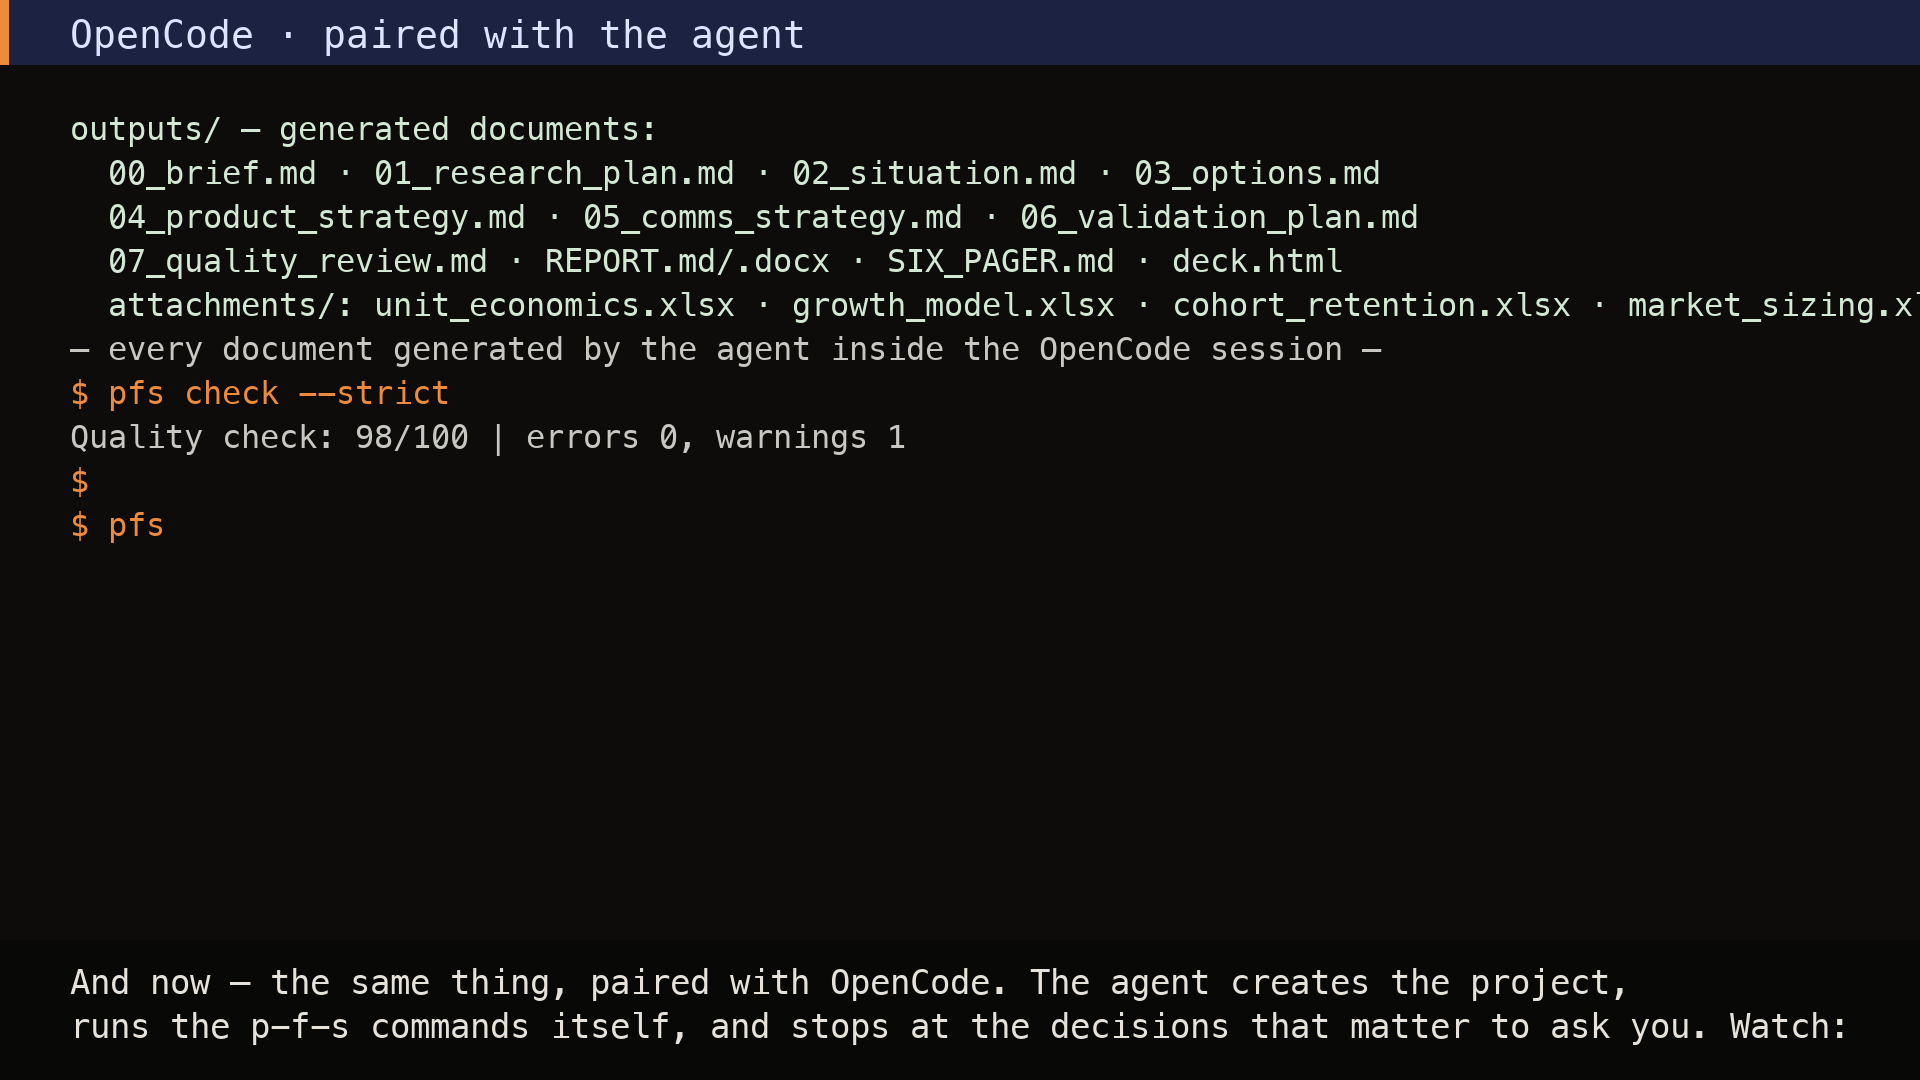 OpenCode · paired with the agent
outputs/ — generated documents:
00_brief.md · 01_research_plan.md · 02_situation.md · 03_options.md
04_product_strategy.md · 05_comms_strategy.md · 06_validation_plan.md
07_quality_review.md · REPORT.md/.docx · SIX_PAGER.md · deck.html
attachments/: unit_economics.xlsx · growth_model.xlsx · cohort_retention.xlsx · market_sizing.xl
— every document generated by the agent inside the OpenCode session —
$ pfs check --strict
Quality check: 98/100 | errors 0, warnings 1
$
$ pfs
And now — the same thing, paired with OpenCode. The agent creates the project,
runs the p-f-s commands itself, and stops at the decisions that matter to ask you. Watch: